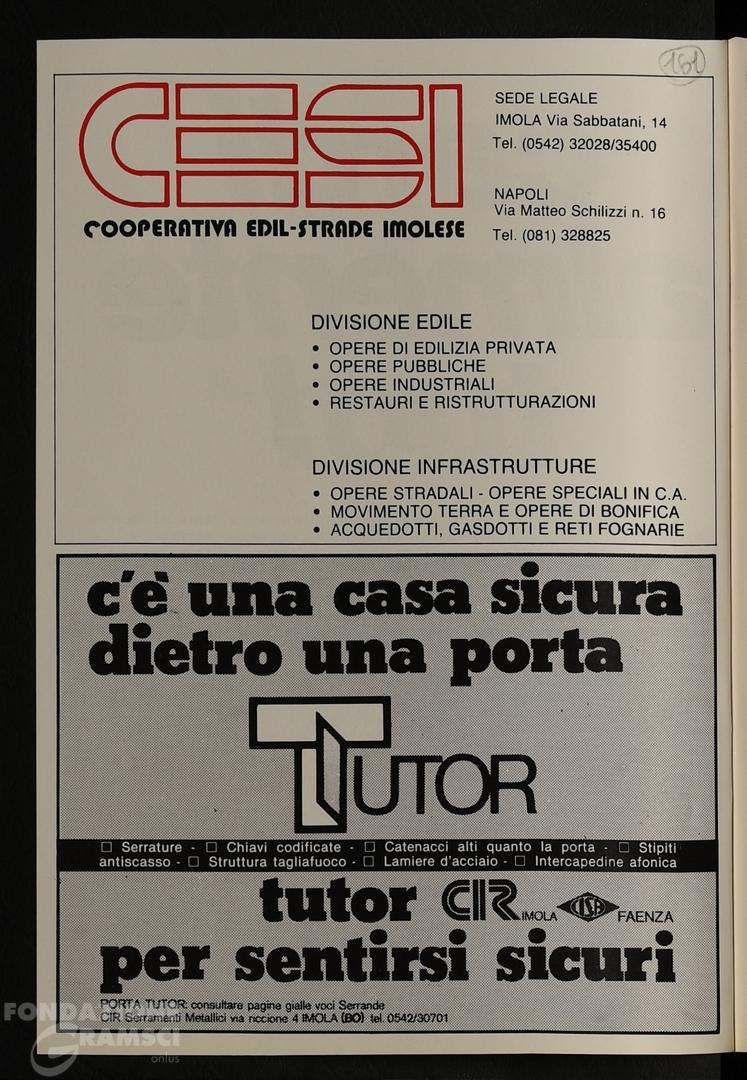 151
CESI
COOPERATIVA EDIL-STRADE IMOLESE
SEDE LEGALE
IMOLA Via Sabbatani, 14
Tel. (0542) 32028/35400
NAPOLI
Via Matteo Schilizzi n. 16
Tel. (081) 328825
DIVISIONE EDILE
• OPERE DI EDILIZIA PRIVATA
• OPERE PUBBLICHE
• OPERE INDUSTRIALI
• RESTAURI E RISTRUTTURAZIONI
DIVISIONE INFRASTRUTTURE
• OPERE STRADALI - OPERE SPECIALI IN C.A.
• MOVIMENTO TERRA E OPERE DI BONIFICA
• ACQUEDOTTI, GASDOTTI E RETI FOGNARIE
c'è una casa sicura
dietro una porta
TUTOR
☐ Serrature - ☐ Chiavi codificate - ☐ Catenacci alti quanto la porta - ☐ Stipiti
antiscasso - ☐ Struttura tagliafuoco - ☐ Lamiere d'acciaio - ☐ Intercapedine afonica
tutor CIR IMOLA CISA FAENZA
per sentirsi sicuri
PORTA TUTOR: consultare pagine gialle voci Serrande
CIR Serramenti Metallici via riccione 4 IMOLA (BO) tel. 0542/30701
FONDAZIONE
GRAMSCI
onlus